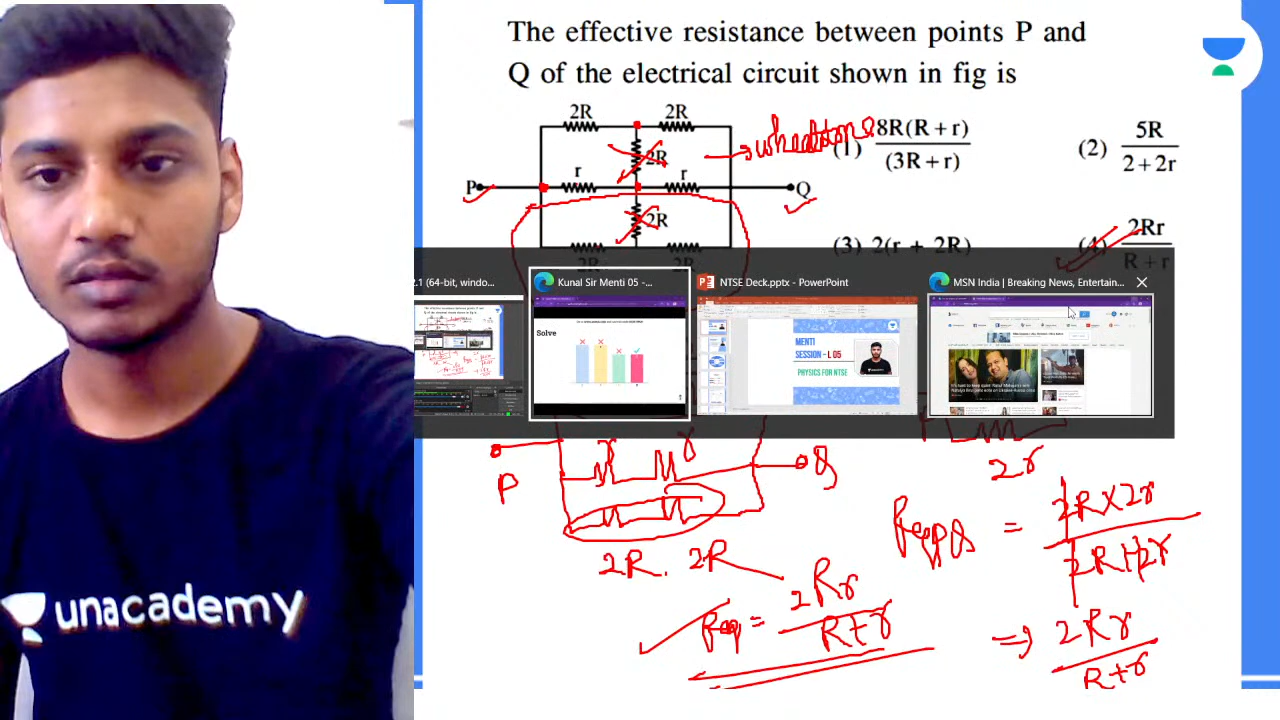 The effective resistance between points P and
Q of the electrical circuit shown in fig is
2R 2R
2R
r r
P Q
2R
wheatstone
(1) 8R(R + r) / (3R + r)
(2) 5R / 2 + 2r
(3) 2(r + 2R)
(4) 2Rr / R + r
2.1 (64-bit, windo...
Kunal Sir Menti 05 -...
NTSE Deck.pptx - PowerPoint
MSN India | Breaking News, Entertain...
Solve
MENTI
SESSION - L 05
PHYSICS FOR NTSE
r r
P Q
2R. 2R
2r
Req PQ = 2R X 2r / 2R + 2r
Req = 2Rr / R + r
=> 2Rr / R + r
unacademy